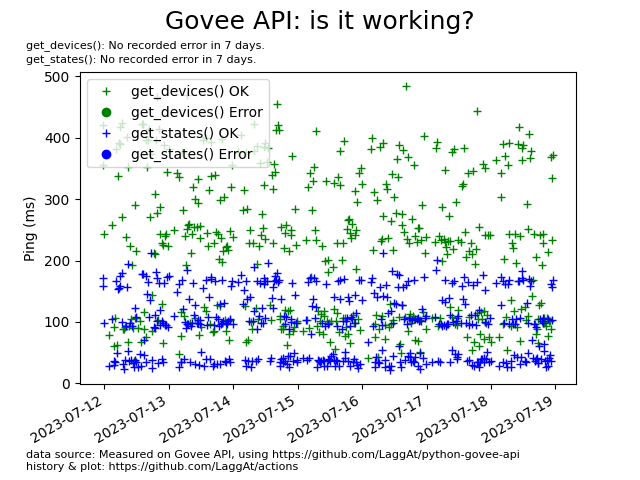 Govee API: is it working?
get_devices(): No recorded error in 7 days.
get_states(): No recorded error in 7 days.
500
400
300
200
100
0
Ping (ms)
get_devices() OK
get_devices() Error
get_states() OK
get_states() Error
2023-07-12
2023-07-13
2023-07-14
2023-07-15
2023-07-16
2023-07-17
2023-07-18
2023-07-19
data source: Measured on Govee API, using https://github.com/LaggAt/python-govee-api
history & plot: https://github.com/LaggAt/actions